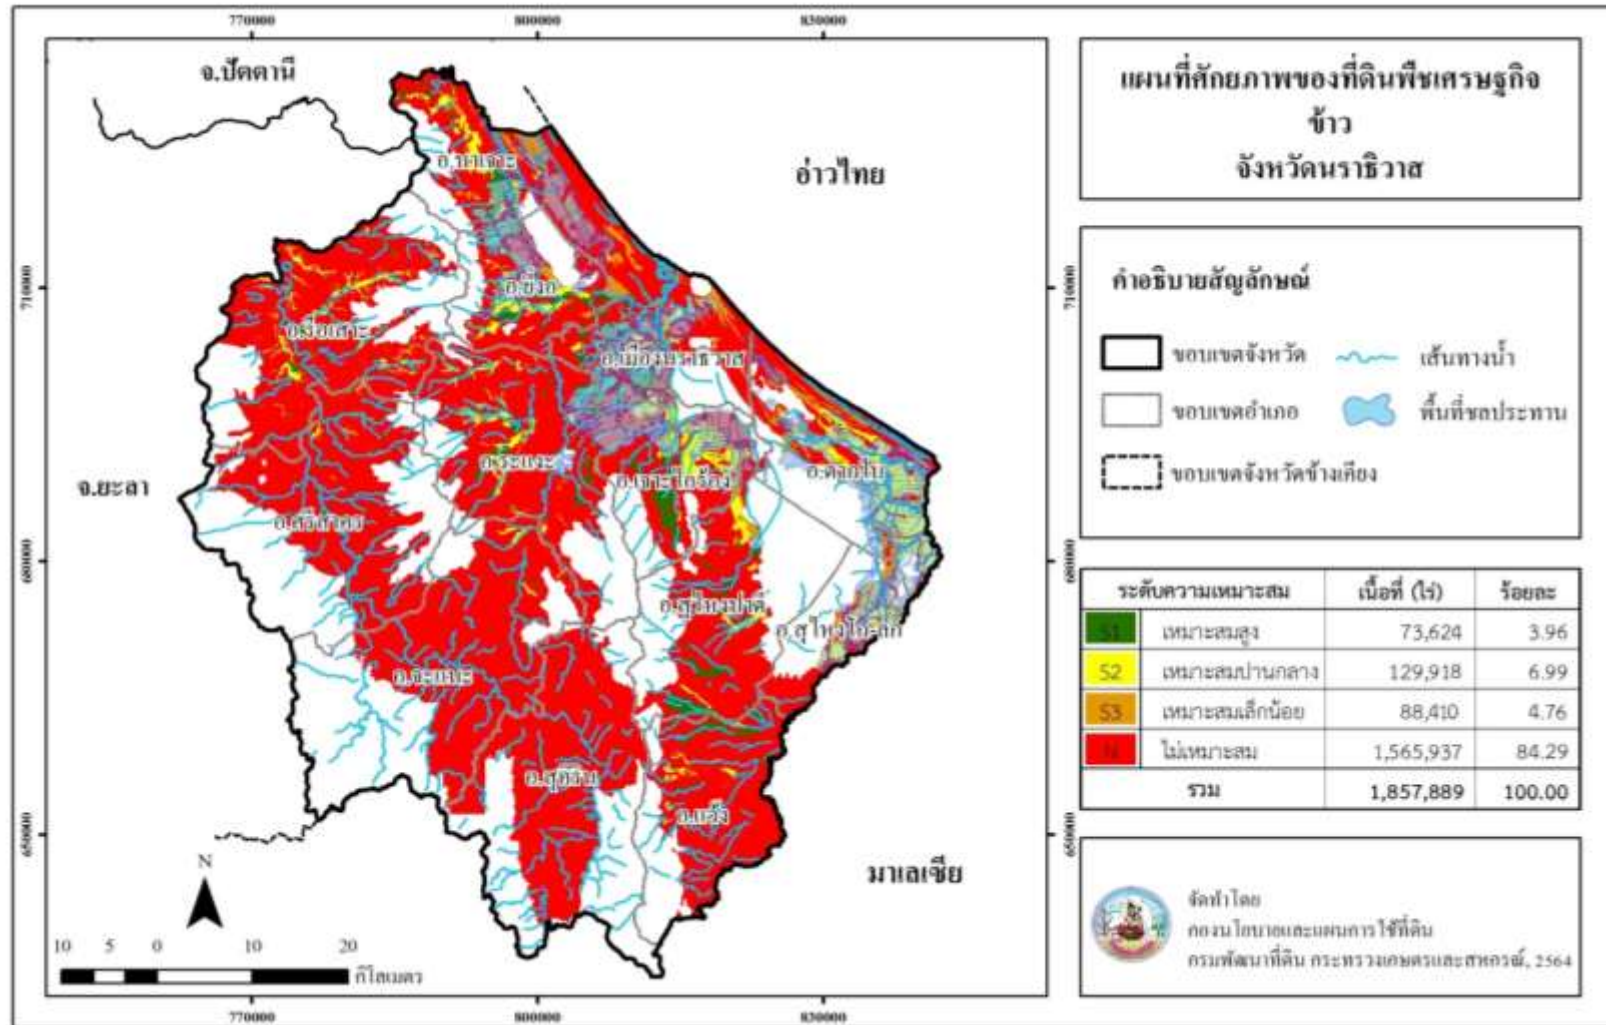 770000
800000
830000
จ.ปัตตานี
อ่าวไทย
อ.บาเจาะ
710000
710000
อ.ยี่งอ
อ.รือเสาะ
อ.เมืองนราธิวาส
อ.ระแงะ
อ.เจาะไอร้อง
อ.ตากใบ
จ.ยะลา
อ.ศรีสาคร
680000
680000
อ.สุไหงปาดี
อ.สุไหงโก-ลก
อ.จะแนะ
อ.สุคิริน
อ.แว้ง
650000
650000
มาเลเซีย
N
10 5 0 10 20
กิโลเมตร
770000
800000
830000
แผนที่ศักยภาพของที่ดินพืชเศรษฐกิจ
ข้าว
จังหวัดนราธิวาส
คำอธิบายสัญลักษณ์
ขอบเขตจังหวัด เส้นทางน้ำ
ขอบเขตอำเภอ พื้นที่ชลประทาน
ขอบเขตจังหวัดข้างเคียง
ระดับความเหมาะสม เนื้อที่ (ไร่) ร้อยละ
S1 เหมาะสมสูง 73,624 3.96
S2 เหมาะสมปานกลาง 129,918 6.99
S3 เหมาะสมเล็กน้อย 88,410 4.76
N ไม่เหมาะสม 1,565,937 84.29
รวม 1,857,889 100.00
จัดทำโดย
กองนโยบายและแผนการใช้ที่ดิน
กรมพัฒนาที่ดิน กระทรวงเกษตรและสหกรณ์, 2564